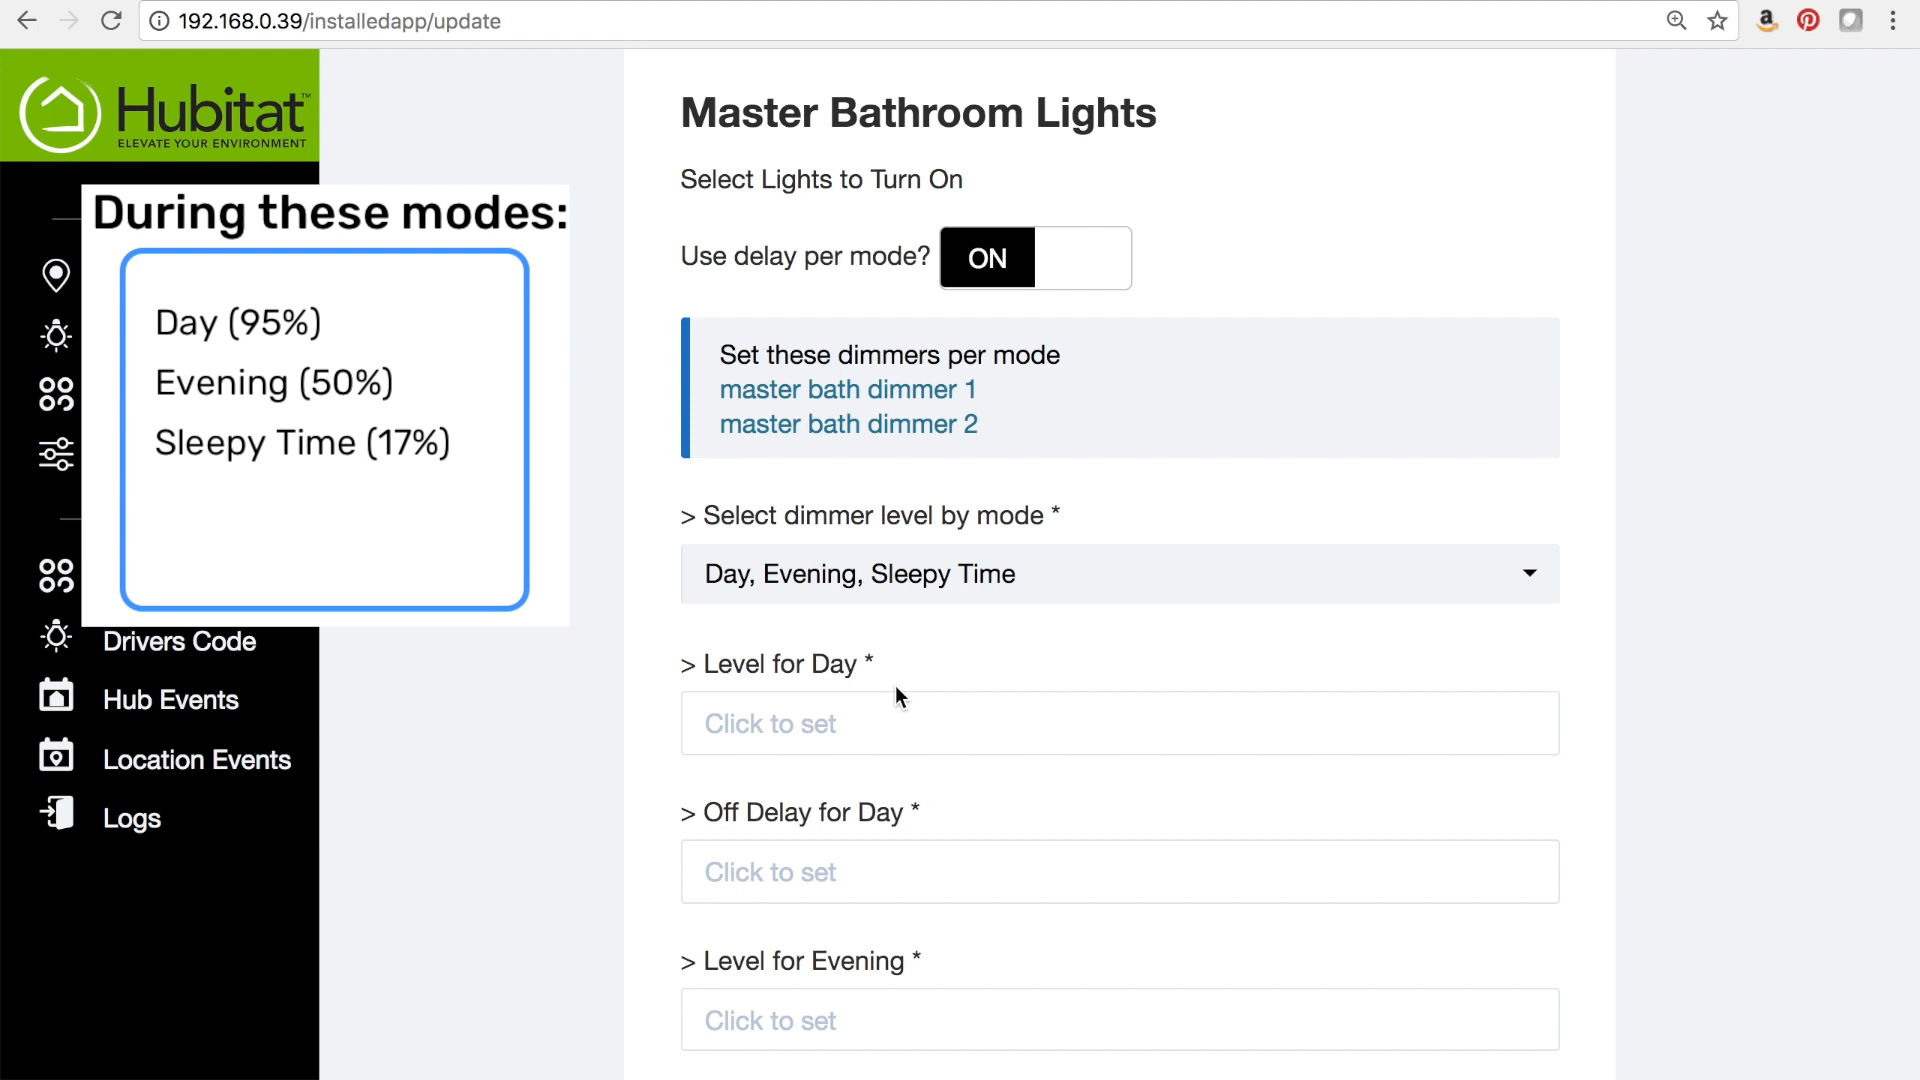 192.168.0.39/installedapp/update
Hubitat™
ELEVATE YOUR ENVIRONMENT
During these modes:
Day (95%)
Evening (50%)
Sleepy Time (17%)
Drivers Code
Hub Events
Location Events
Logs
Master Bathroom Lights
Select Lights to Turn On
Use delay per mode? ON
Set these dimmers per mode
master bath dimmer 1
master bath dimmer 2
> Select dimmer level by mode *
Day, Evening, Sleepy Time
> Level for Day *
Click to set
> Off Delay for Day *
Click to set
> Level for Evening *
Click to set